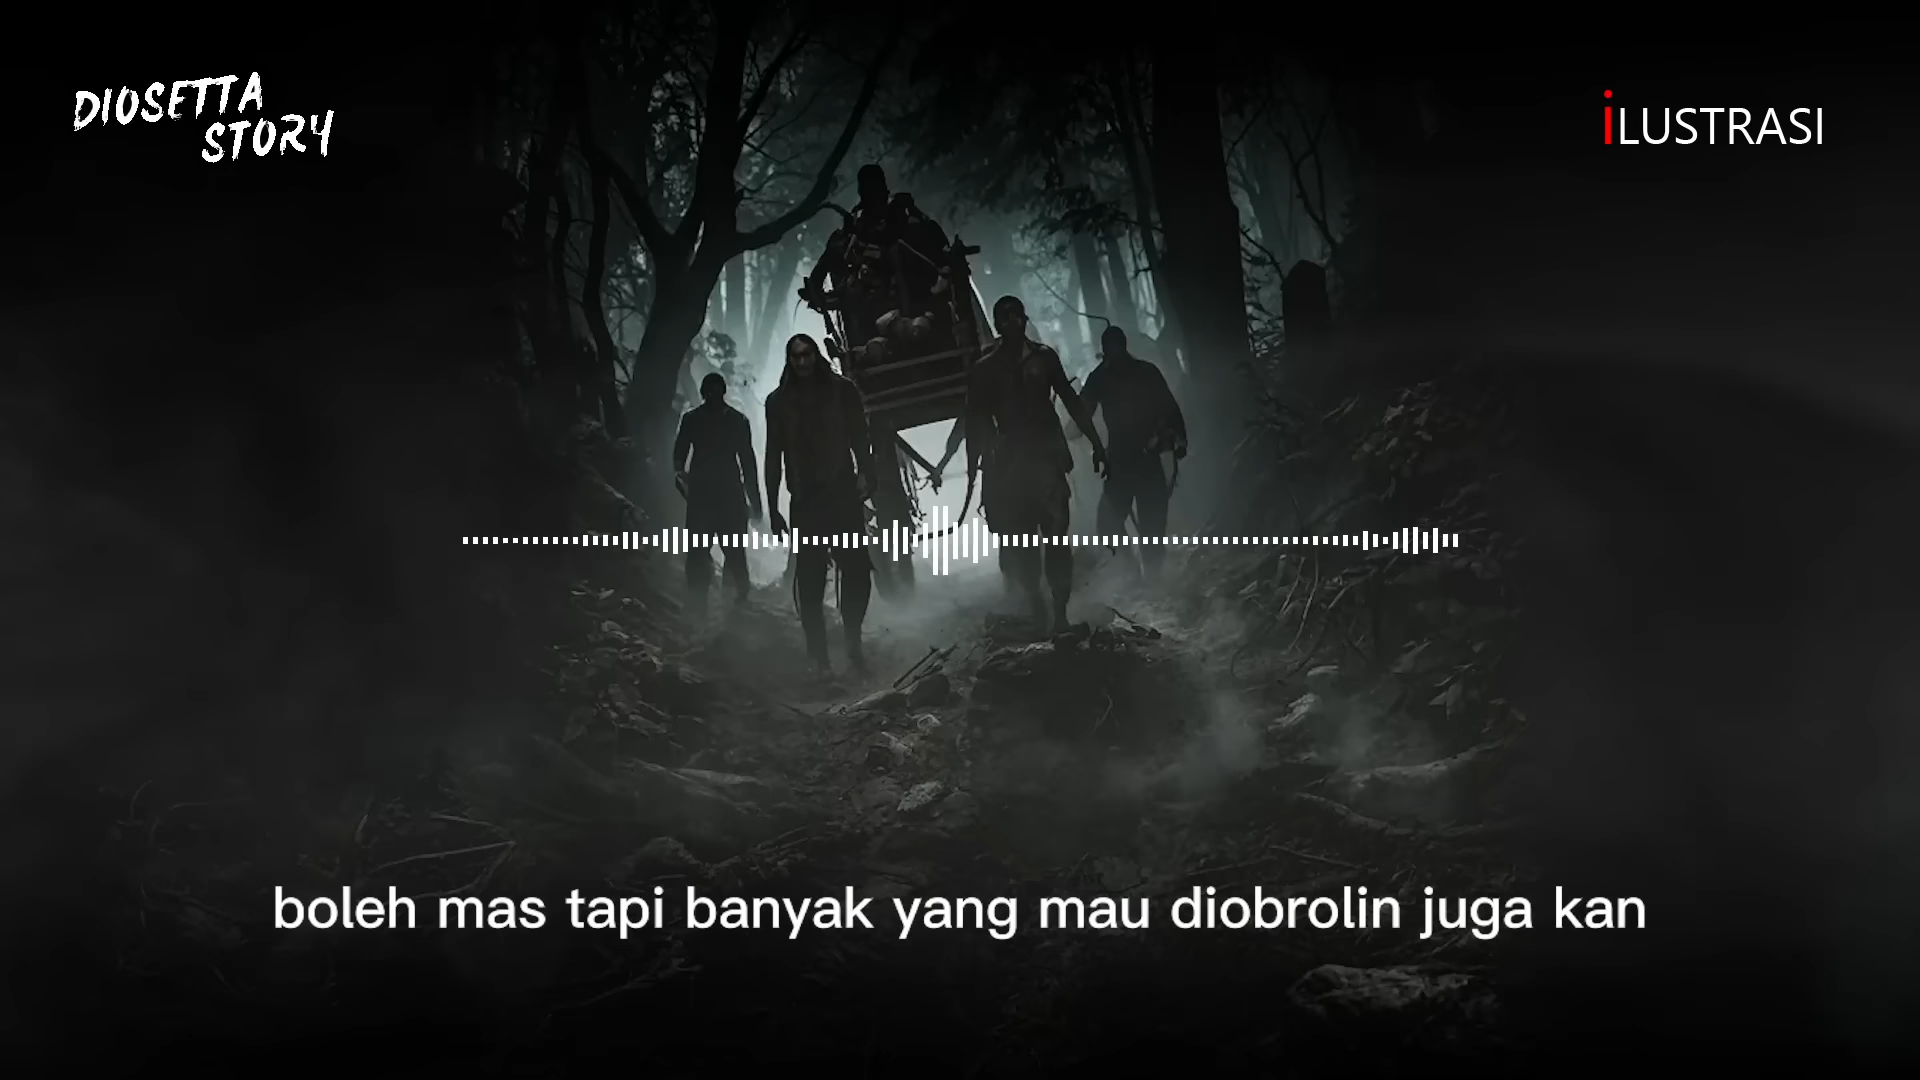 DIOSETTA
STORY
iLUSTRASI
boleh mas tapi banyak yang mau diobrolin juga kan